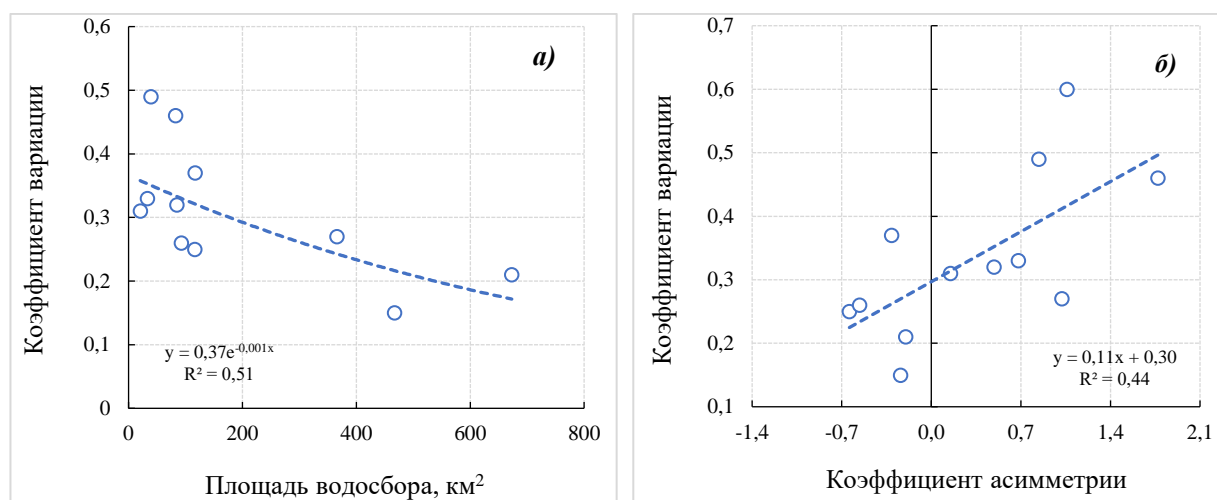 а)
Коэффициент вариации
0,6
0,5
0,4
0,3
0,2
0,1
0
y = 0,37e^-0,001x
R² = 0,51
0 200 400 600 800
Площадь водосбора, км²
б)
Коэффициент вариации
0,7
0,6
0,5
0,4
0,3
0,2
0,1
y = 0,11x + 0,30
R² = 0,44
-1,4 -0,7 0,0 0,7 1,4 2,1
Коэффициент асимметрии